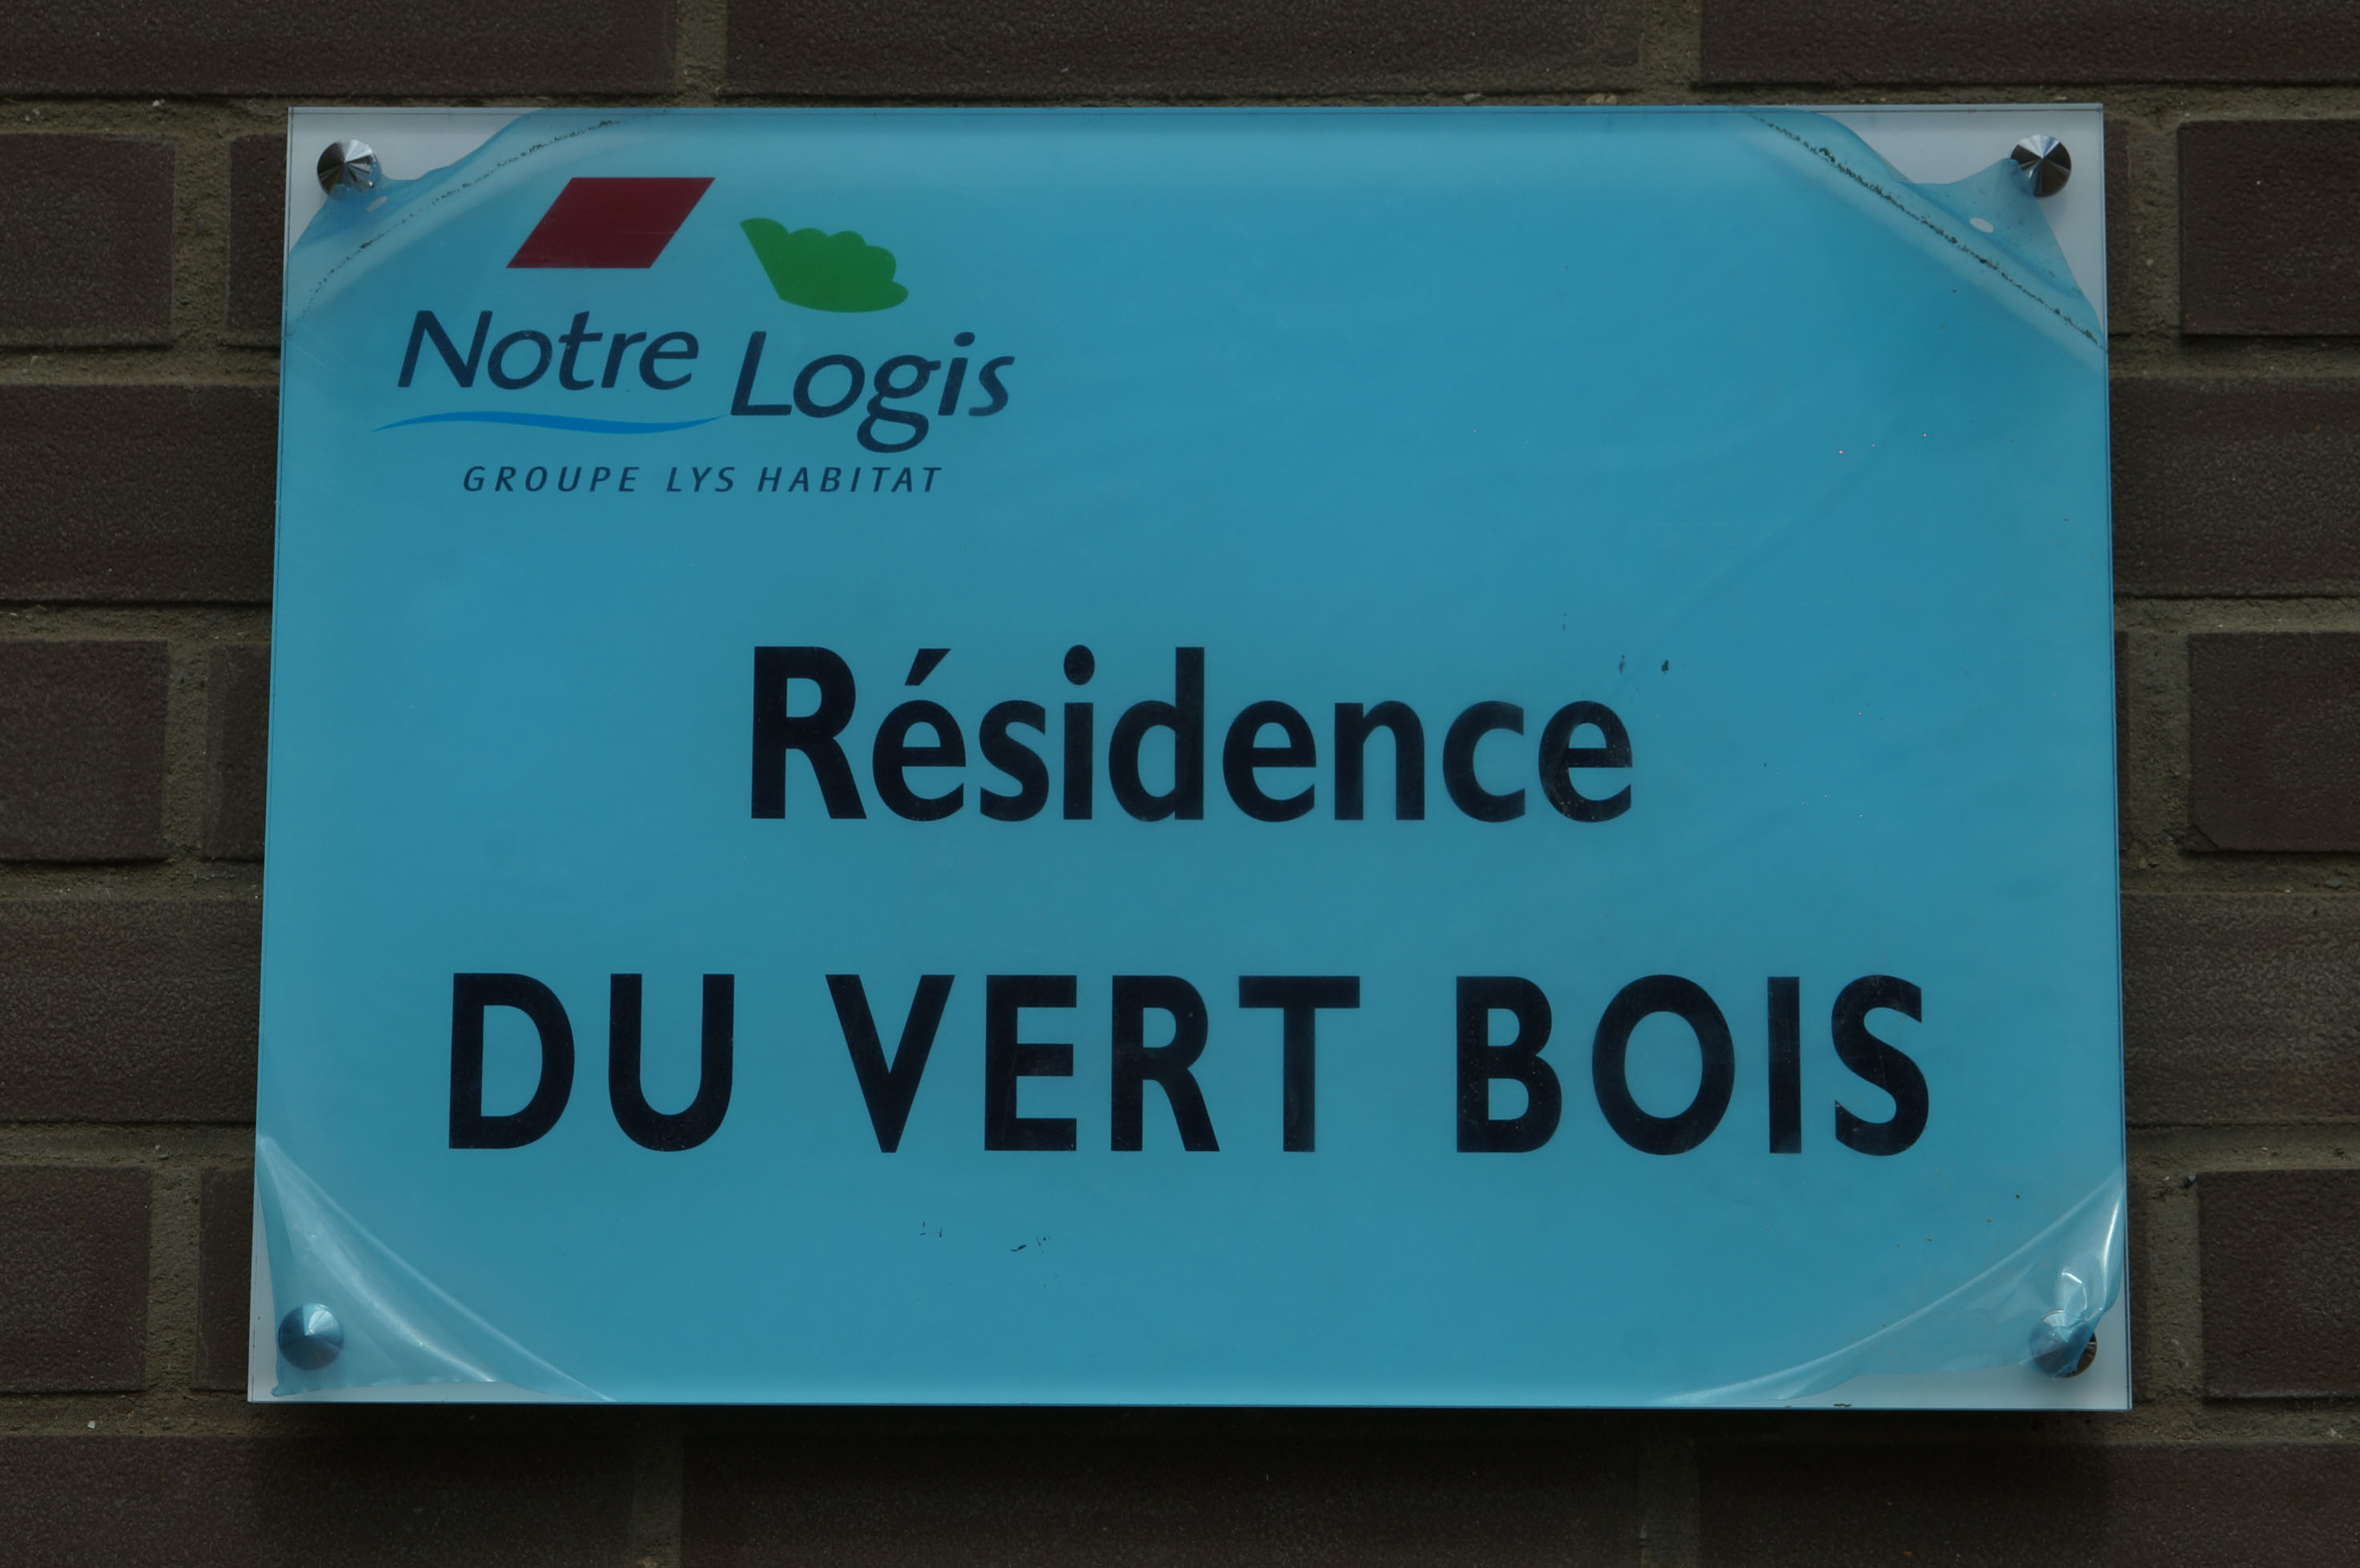 Notre Logis
GROUPE LYS HABITAT
Résidence
DU VERT BOIS